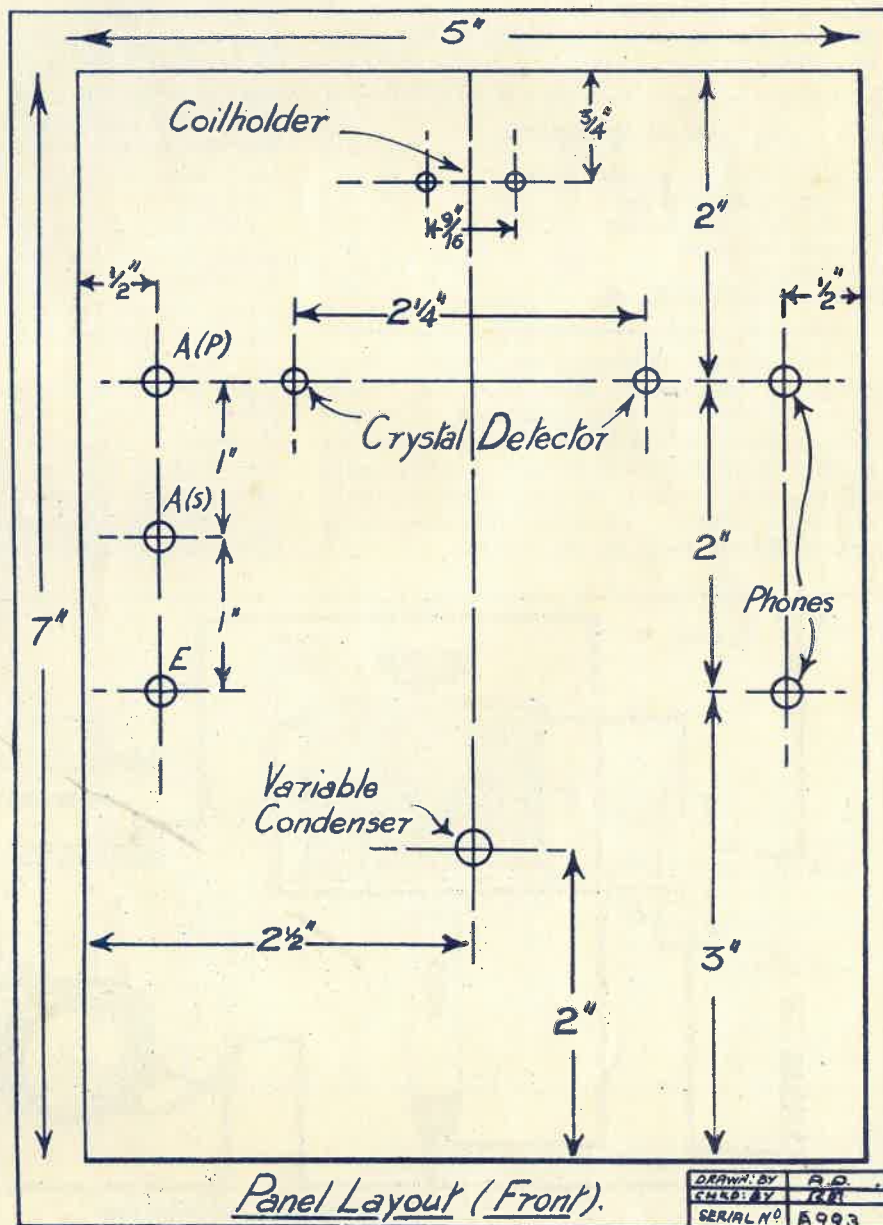 5"
Coilholder
3/4"
2"
9/16"
1/2"
2 1/4"
1/2"
A(P)
Crystal Detector
1"
A(S)
2"
1"
Phones
7"
E
Variable
Condenser
2 1/2"
3"
2"
Panel Layout (Front).
DRAWN: BY
CHKD: BY
SERIAL Nº